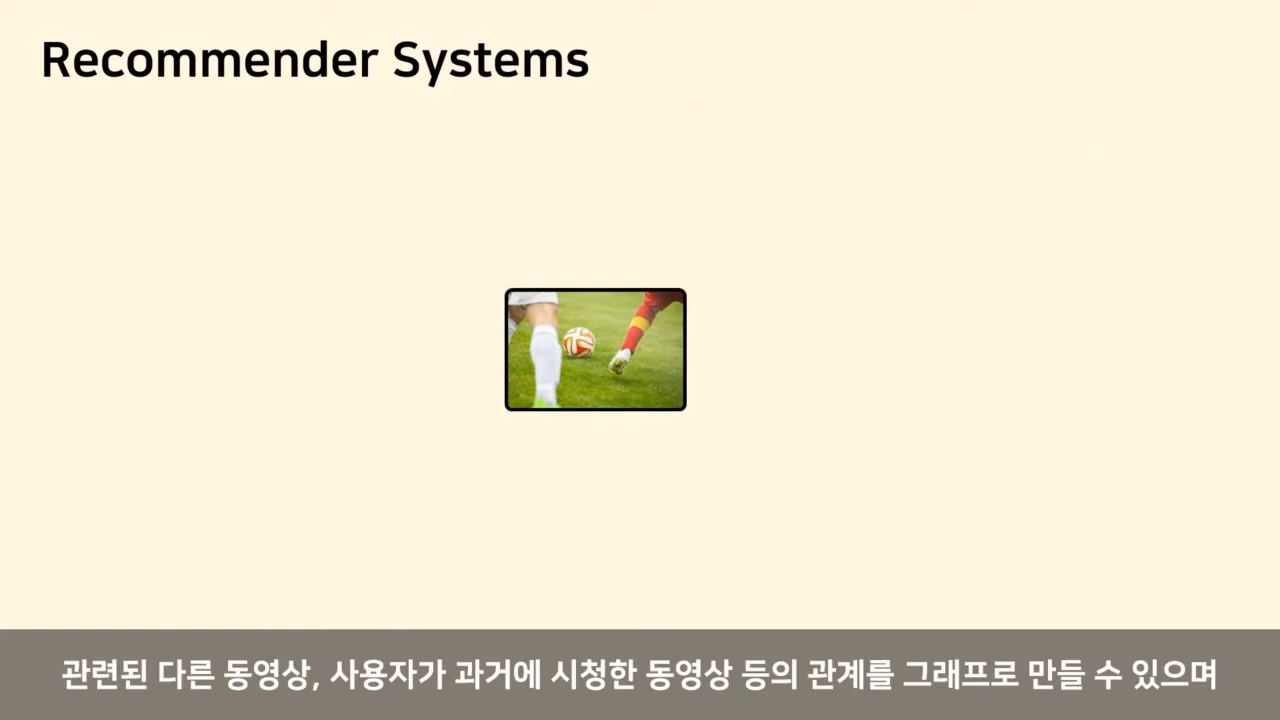 Recommender Systems
관련된 다른 동영상, 사용자가 과거에 시청한 동영상 등의 관계를 그래프로 만들 수 있으며